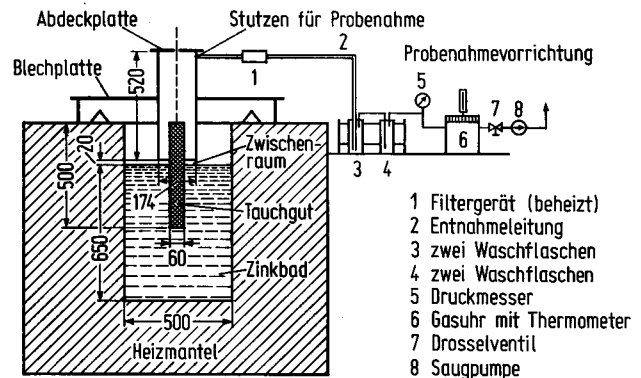 Abdeckplatte
Stutzen für Probenahme
Blechplatte
520
1
2
Probenahmevorrichtung
5
7
8
6
3
4
20
500
Zwischen-
raum
174
Tauchgut
650
60
Zinkbad
500
Heizmantel
1 Filtergerät (beheizt)
2 Entnahmeleitung
3 zwei Waschflaschen
4 zwei Waschflaschen
5 Druckmesser
6 Gasuhr mit Thermometer
7 Drosselventil
8 Saugpumpe